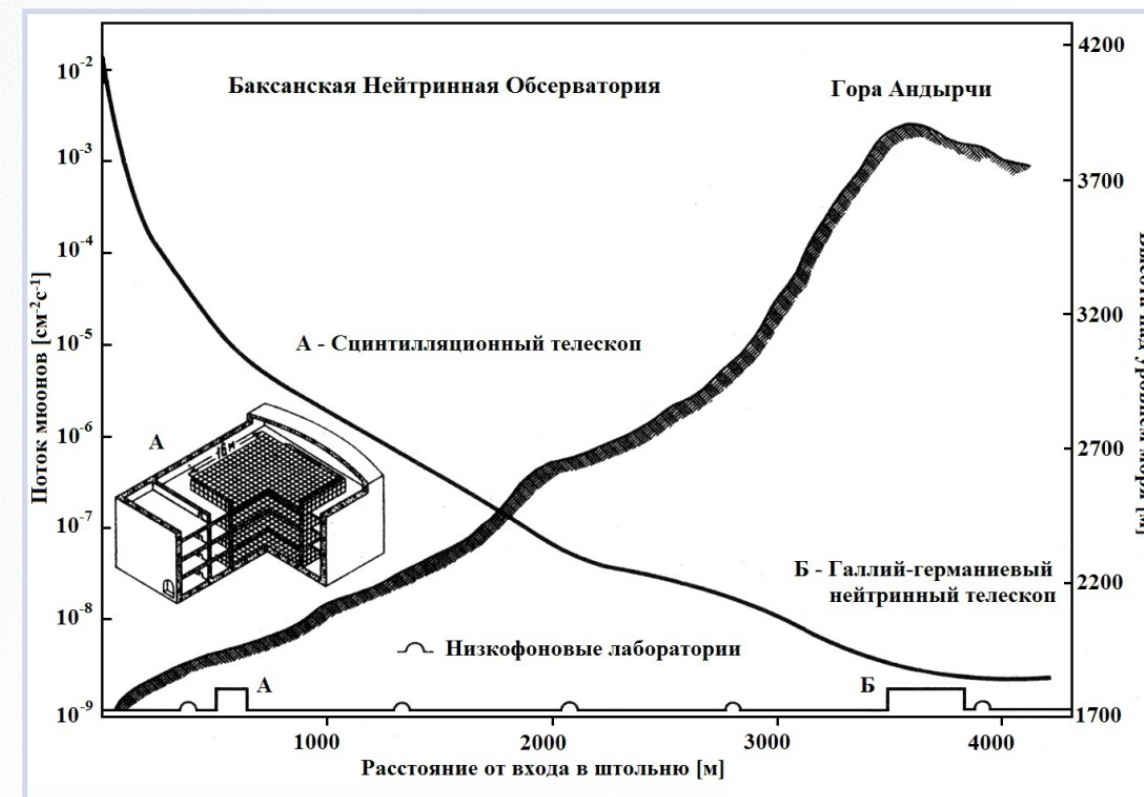 Баксанская Нейтринная Обсерватория
Гора Андырчи
А - Сцинтилляционный телескоп
А
16 м
Б - Галлий-германиевый
нейтринный телескоп
Низкофоновые лаборатории
А
Б
Поток мюонов [см⁻²с⁻¹]
10⁻²
10⁻³
10⁻⁴
10⁻⁵
10⁻⁶
10⁻⁷
10⁻⁸
10⁻⁹
4200
3700
3200
2700
2200
1700
1000
2000
3000
4000
Расстояние от входа в штольню [м]